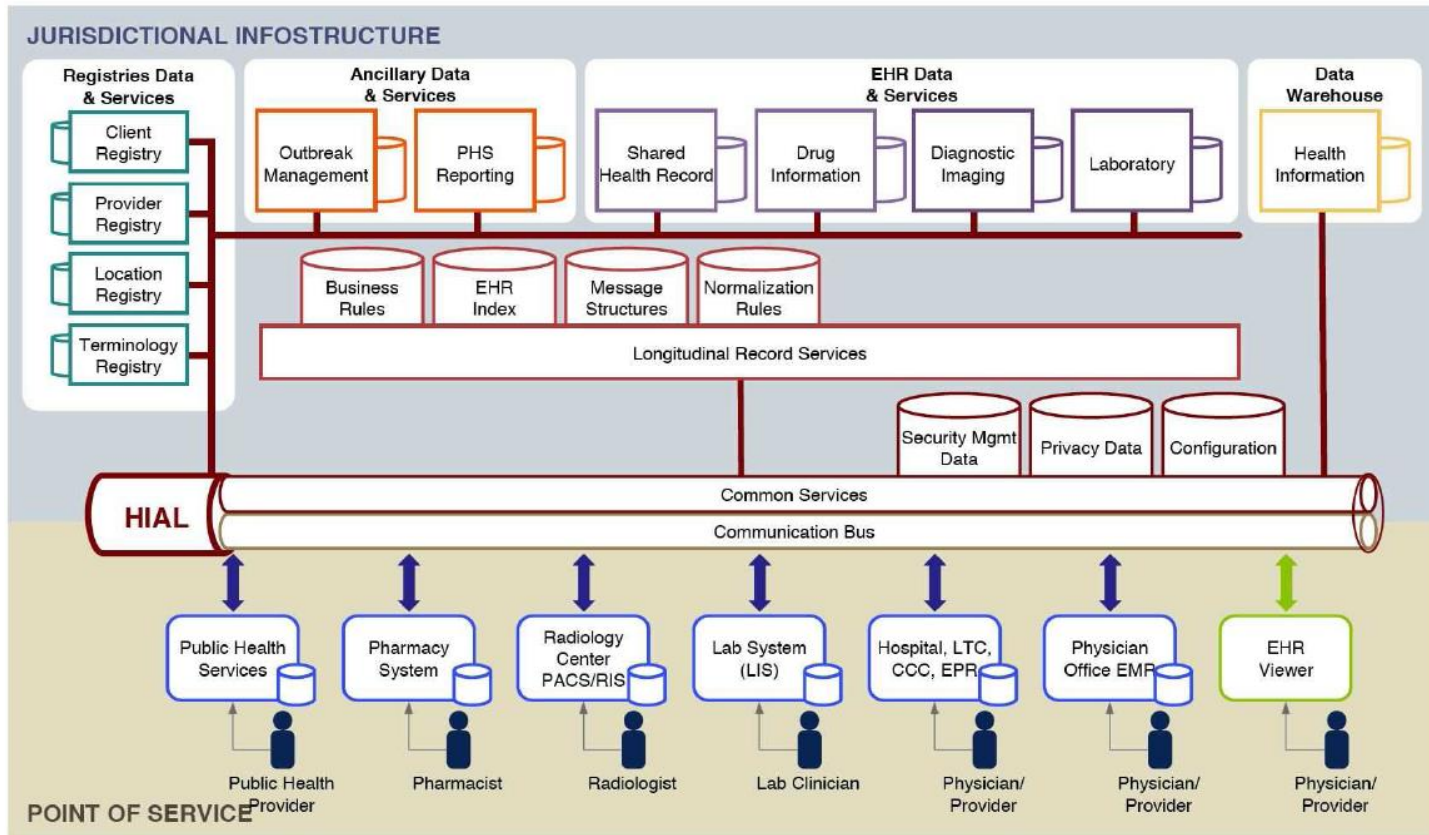 JURISDICTIONAL INFOSTRUCTURE
Registries Data
& Services
Client
Registry
Provider
Registry
Location
Registry
Terminology
Registry
Ancillary Data
& Services
Outbreak
Management
PHS
Reporting
EHR Data
& Services
Shared
Health Record
Drug
Information
Diagnostic
Imaging
Laboratory
Data
Warehouse
Health
Information
Business
Rules
EHR
Index
Message
Structures
Normalization
Rules
Longitudinal Record Services
Security Mgmt
Data
Privacy Data
Configuration
HIAL
Common Services
Communication Bus
Public Health
Services
Pharmacy
System
Radiology
Center
PACS/RIS
Lab System
(LIS)
Hospital, LTC,
CCC, EPR
Physician
Office EMR
EHR
Viewer
Public Health
Provider
Pharmacist
Radiologist
Lab Clinician
Physician/
Provider
Physician/
Provider
Physician/
Provider
POINT OF SERVICE